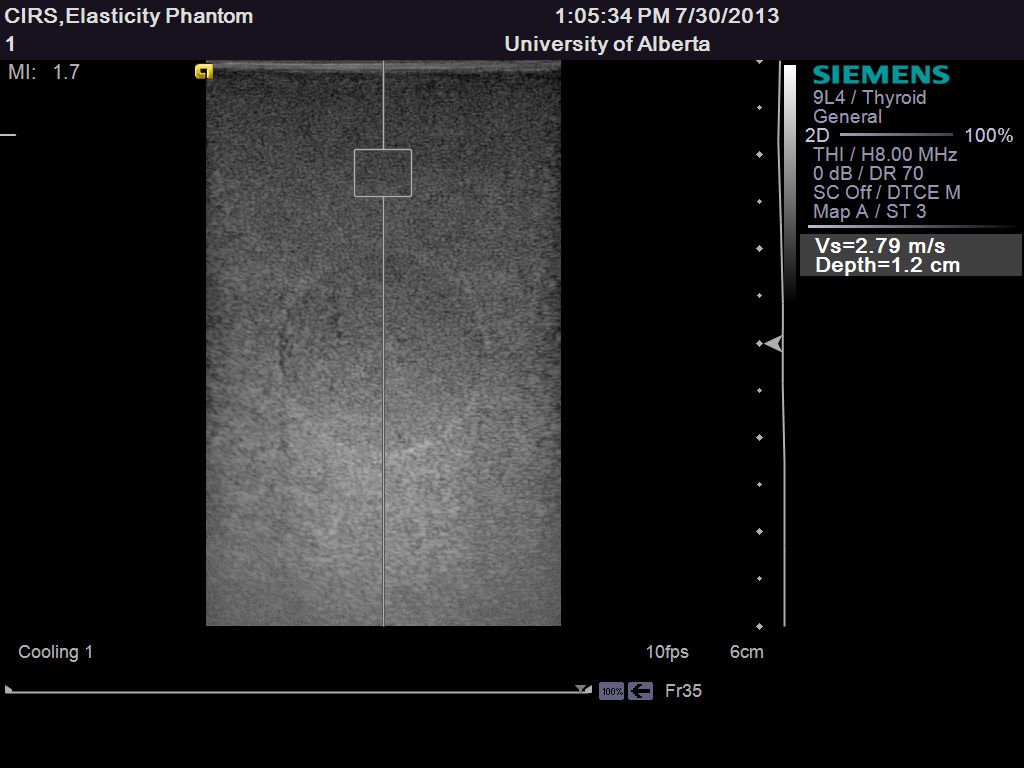 CIRS,Elasticity Phantom
1:05:34 PM 7/30/2013
1
University of Alberta
MI: 1.7
SIEMENS
9L4 / Thyroid
General
2D 100%
THI / H8.00 MHz
0 dB / DR 70
SC Off / DTCE M
Map A / ST 3
Vs=2.79 m/s
Depth=1.2 cm
Cooling 1
10fps
6cm
100%
Fr35